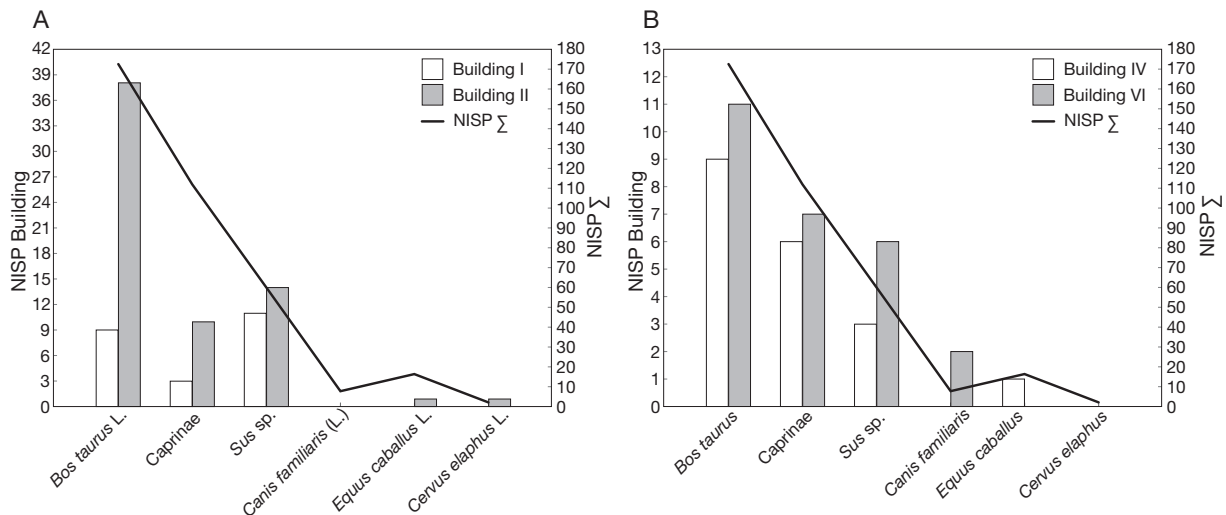 A
NISP Building
42
39
36
33
30
27
24
21
18
15
12
9
6
3
0
Building I
Building II
NISP ∑
180
170
160
150
140
130
120
110
100
90
80
70
60
50
40
30
20
10
0
NISP ∑
Bos taurus L.
Caprinae
Sus sp.
Canis familiaris (L.)
Equus caballus L.
Cervus elaphus L.
B
NISP Building
13
12
11
10
9
8
7
6
5
4
3
2
1
0
Building IV
Building VI
NISP ∑
180
170
160
150
140
130
120
110
100
90
80
70
60
50
40
30
20
10
0
NISP ∑
Bos taurus
Caprinae
Sus sp.
Canis familiaris
Equus caballus
Cervus elaphus